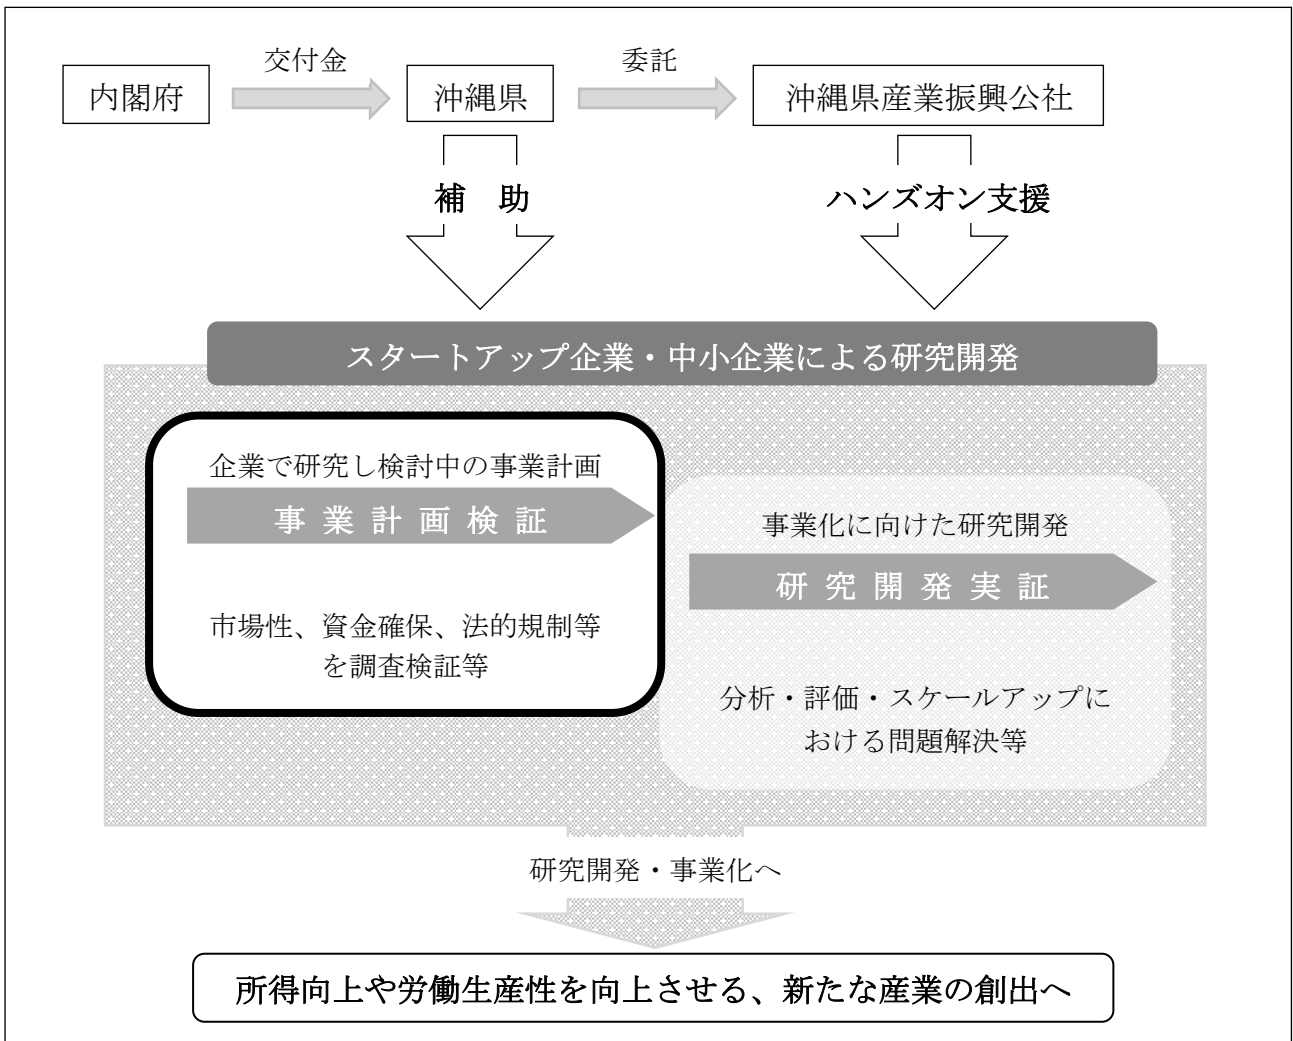 交付金
委託
内閣府
沖縄県
沖縄県産業振興公社
補 助
ハンズオン支援
スタートアップ企業・中小企業による研究開発
企業で研究し検討中の事業計画
事業計画検証
市場性、資金確保、法的規制等
を調査検証等
事業化に向けた研究開発
研究開発実証
分析・評価・スケールアップに
おける問題解決等
研究開発・事業化へ
所得向上や労働生産性を向上させる、新たな産業の創出へ